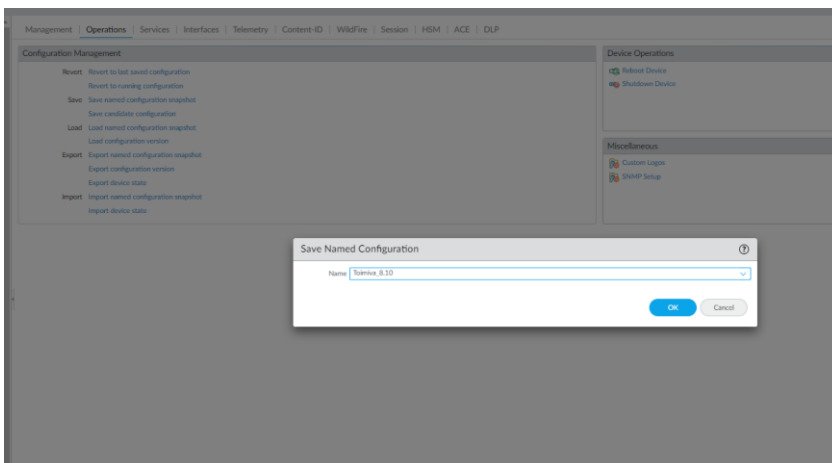 Management | Operations | Services | Interfaces | Telemetry | Content-ID | WildFire | Session | HSM | ACE | DLP
Configuration Management
Revert Revert to last saved configuration
Revert to running configuration
Save Save named configuration snapshot
Save candidate configuration
Load Load named configuration snapshot
Load configuration version
Export Export named configuration snapshot
Export configuration version
Export device state
Import Import named configuration snapshot
Import device state
Device Operations
Reboot Device
Shutdown Device
Miscellaneous
Custom Logos
SNMP Setup
Save Named Configuration
Name Toimiva_8.10
OK Cancel